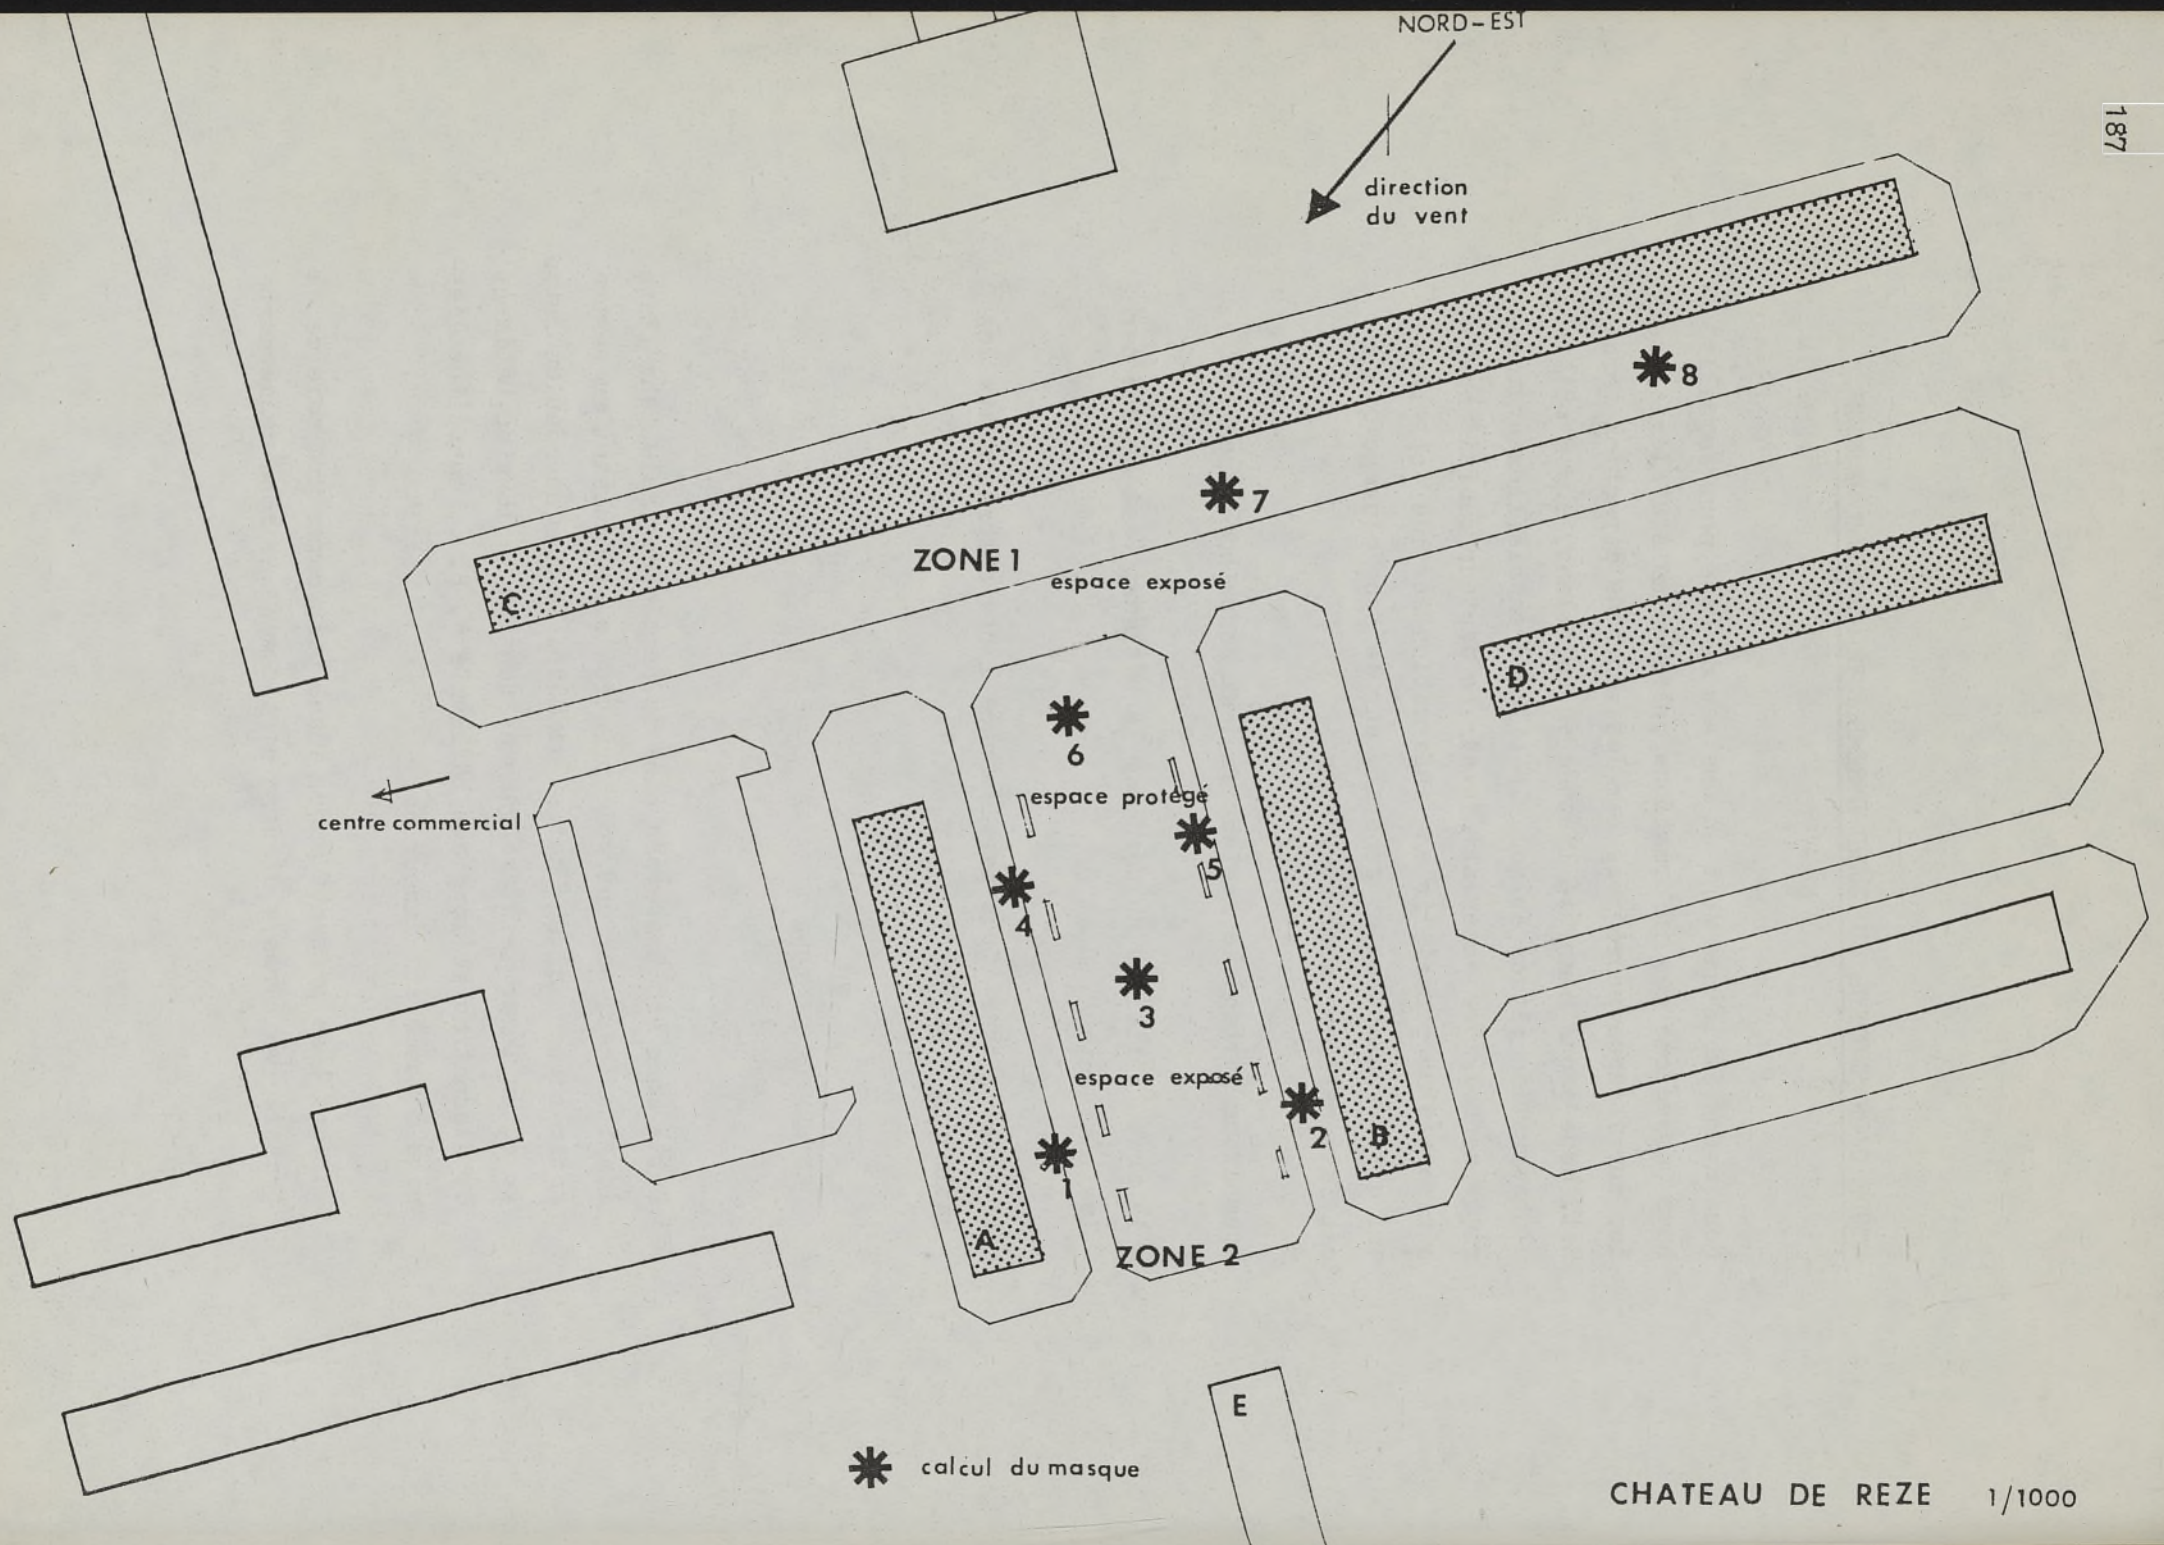 NORD-EST
187
direction
du vent
8
7
ZONE 1
espace exposé
C
D
6
espace protégé
centre commercial
5
4
3
espace exposé
2
B
1
A
ZONE 2
E
calcul du masque
CHATEAU DE REZE 1/1000